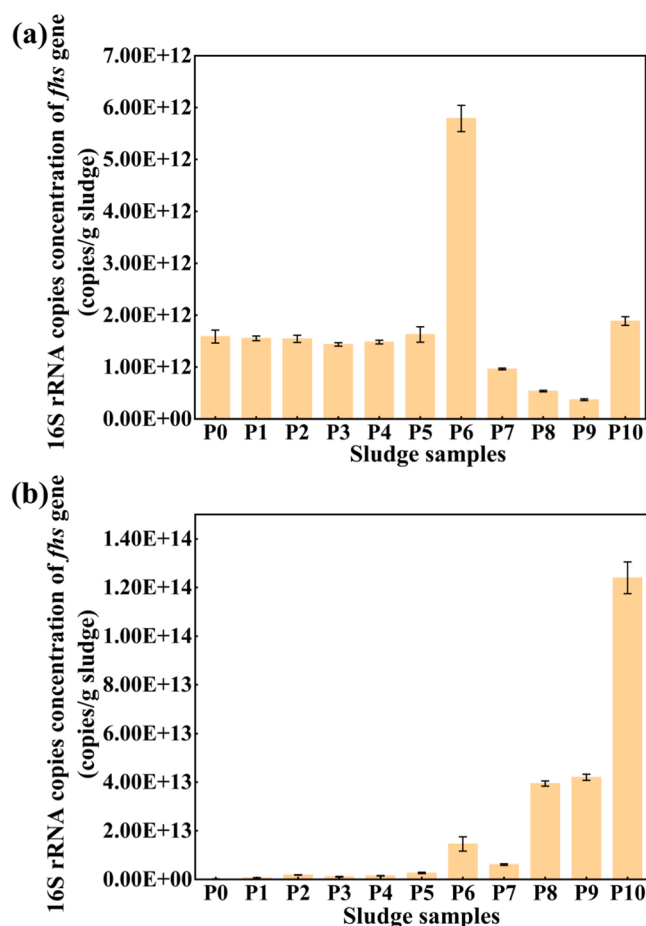 (a)
16S rRNA copies concentration of fhs gene
(copies/g sludge)
7.00E+12
6.00E+12
5.00E+12
4.00E+12
3.00E+12
2.00E+12
1.00E+12
0.00E+00
P0 P1 P2 P3 P4 P5 P6 P7 P8 P9 P10
Sludge samples
(b)
16S rRNA copies concentration of fhs gene
(copies/g sludge)
1.40E+14
1.20E+14
1.00E+14
8.00E+13
6.00E+13
4.00E+13
2.00E+13
0.00E+00
P0 P1 P2 P3 P4 P5 P6 P7 P8 P9 P10
Sludge samples